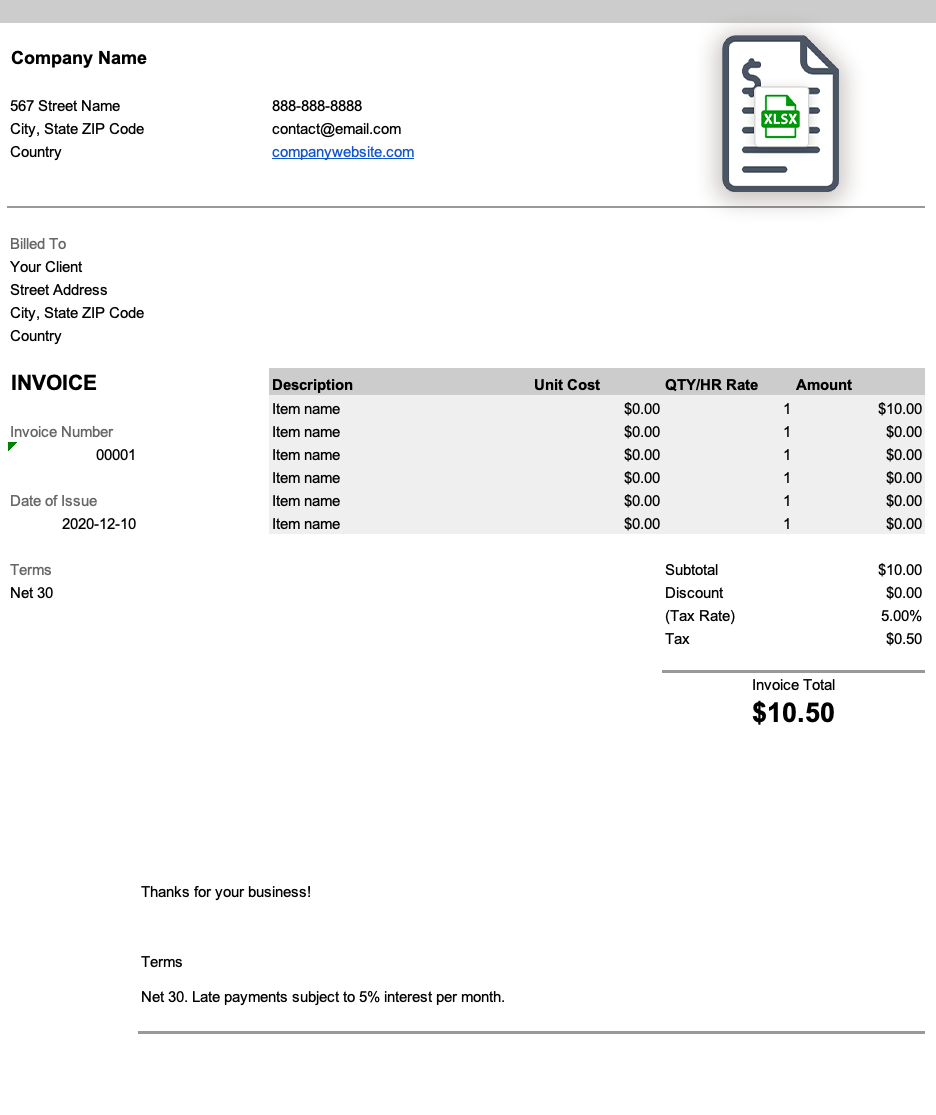 Company Name
567 Street Name 888-888-8888
City, State ZIP Code contact@email.com
Country companywebsite.com
$
XLSX
Billed To
Your Client
Street Address
City, State ZIP Code
Country
INVOICE
Invoice Number
00001
Date of Issue
2020-12-10
Terms
Net 30
Description Unit Cost QTY/HR Rate Amount
Item name $0.00 1 $10.00
Item name $0.00 1 $0.00
Item name $0.00 1 $0.00
Item name $0.00 1 $0.00
Item name $0.00 1 $0.00
Item name $0.00 1 $0.00
Subtotal $10.00
Discount $0.00
(Tax Rate) 5.00%
Tax $0.50
Invoice Total
$10.50
Thanks for your business!
Terms
Net 30. Late payments subject to 5% interest per month.